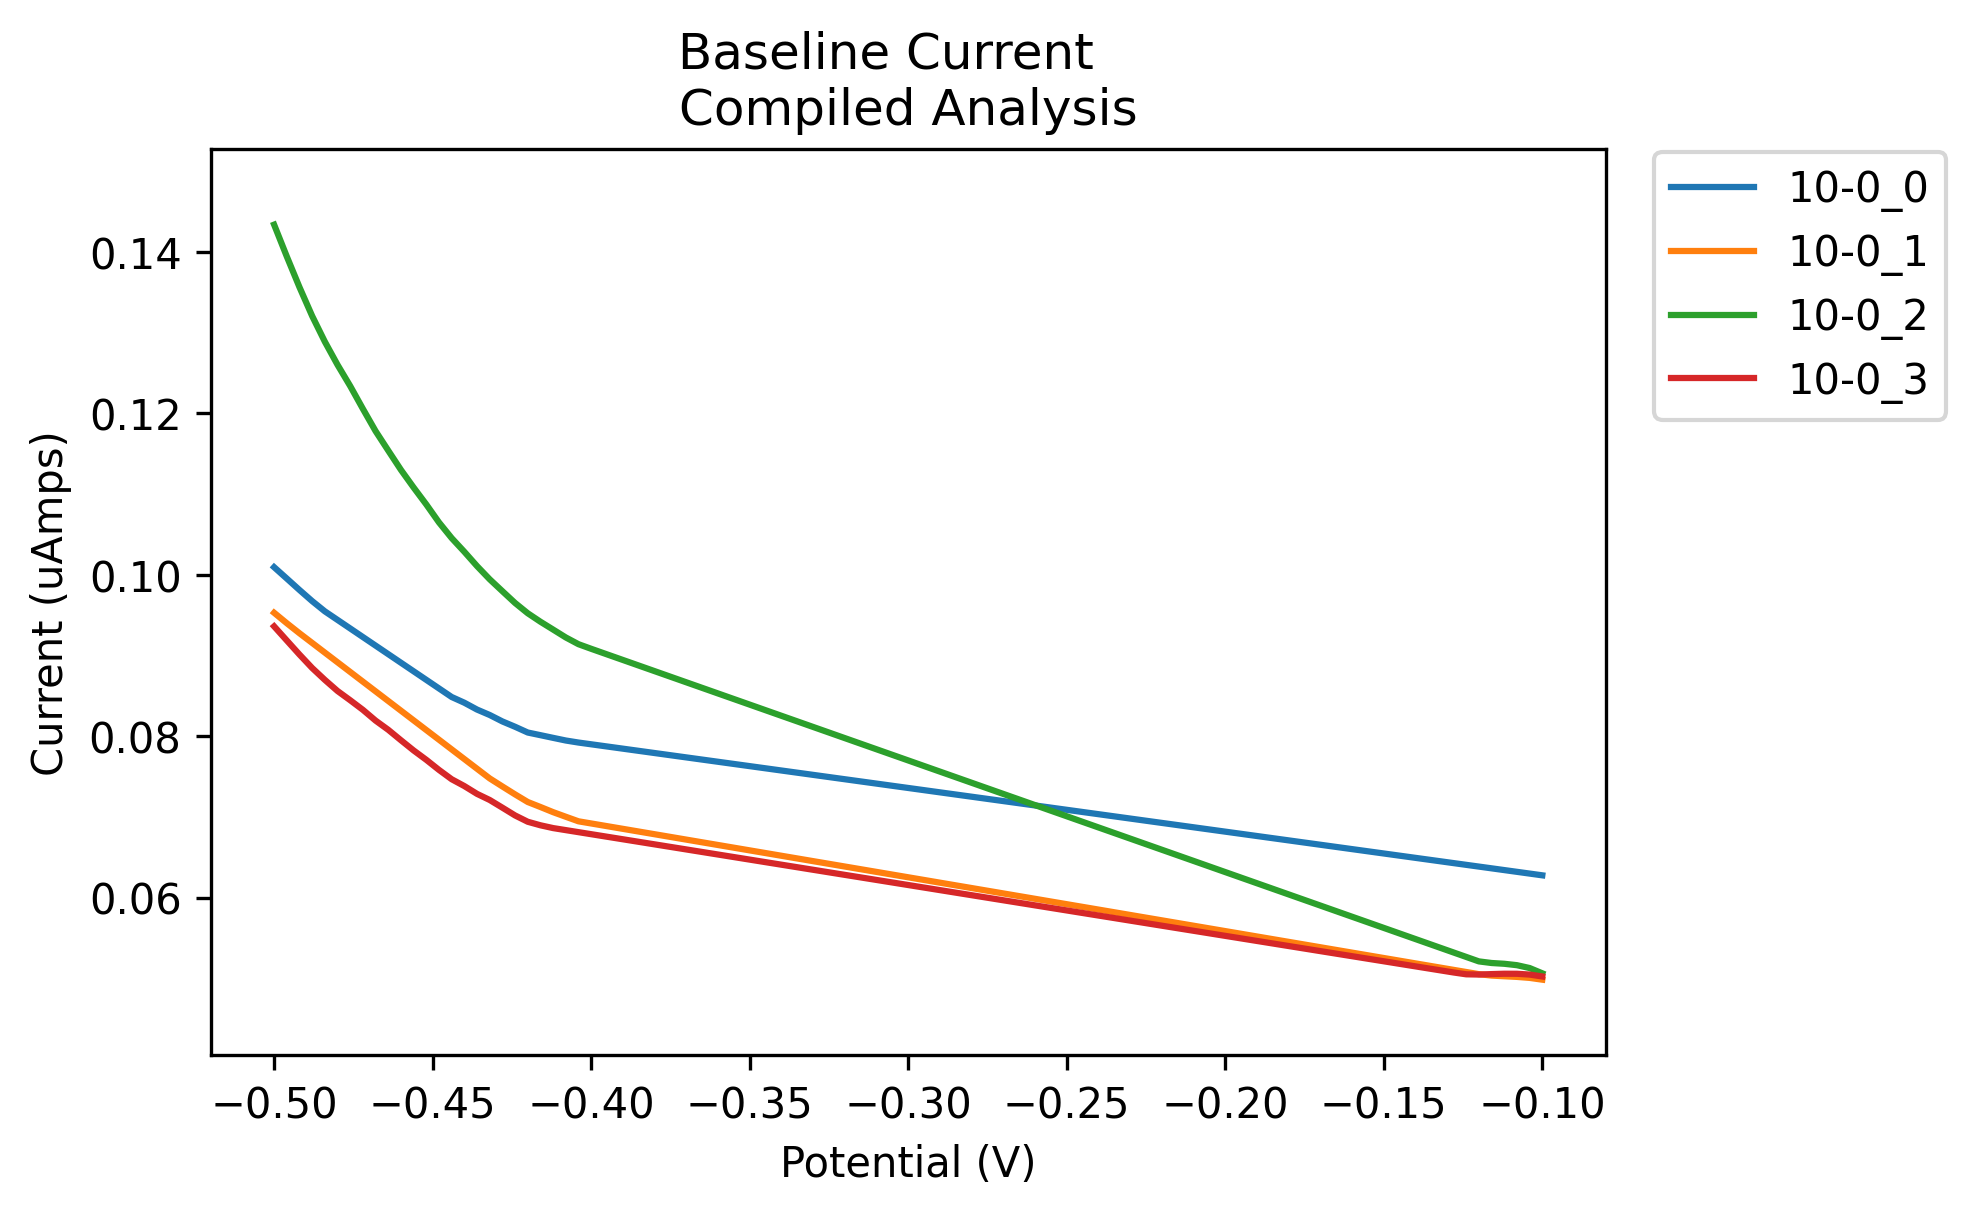 Baseline Current
Compiled Analysis
10-0_0
10-0_1
10-0_2
10-0_3
0.14
0.12
0.10
0.08
0.06
Current (uAmps)
−0.50 −0.45 −0.40 −0.35 −0.30 −0.25 −0.20 −0.15 −0.10
Potential (V)